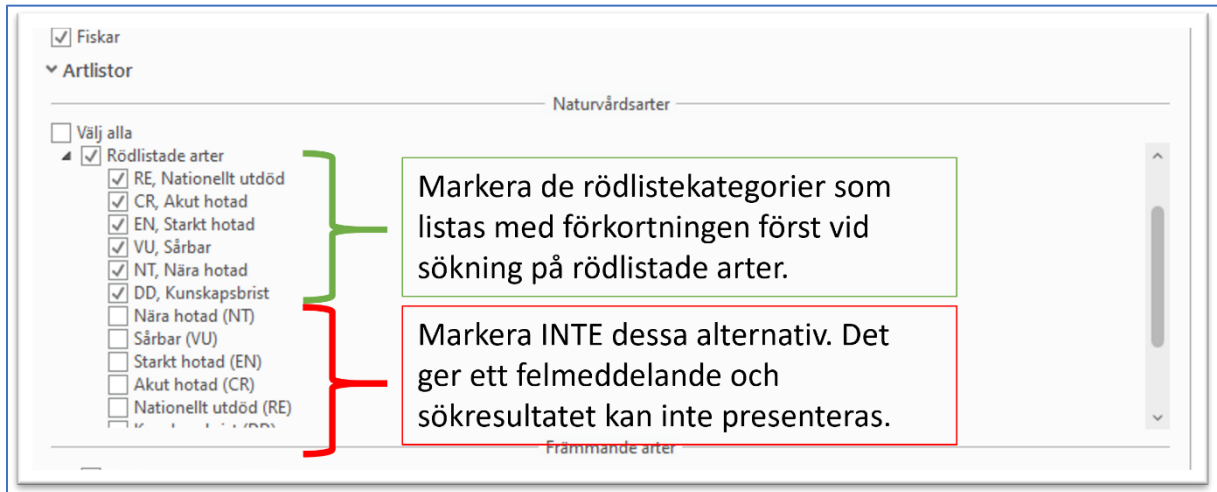 Fiskar
Artlistor
Naturvårdsarter
Välj alla
Rödlistade arter
RE, Nationellt utdöd
CR, Akut hotad
EN, Starkt hotad
VU, Sårbar
NT, Nära hotad
DD, Kunskapsbrist
Nära hotad (NT)
Sårbar (VU)
Starkt hotad (EN)
Akut hotad (CR)
Nationellt utdöd (RE)
Markera de rödlistekategorier som
listas med förkortningen först vid
sökning på rödlistade arter.
Markera INTE dessa alternativ. Det
ger ett felmeddelande och
sökresultatet kan inte presenteras.
Främmande arter